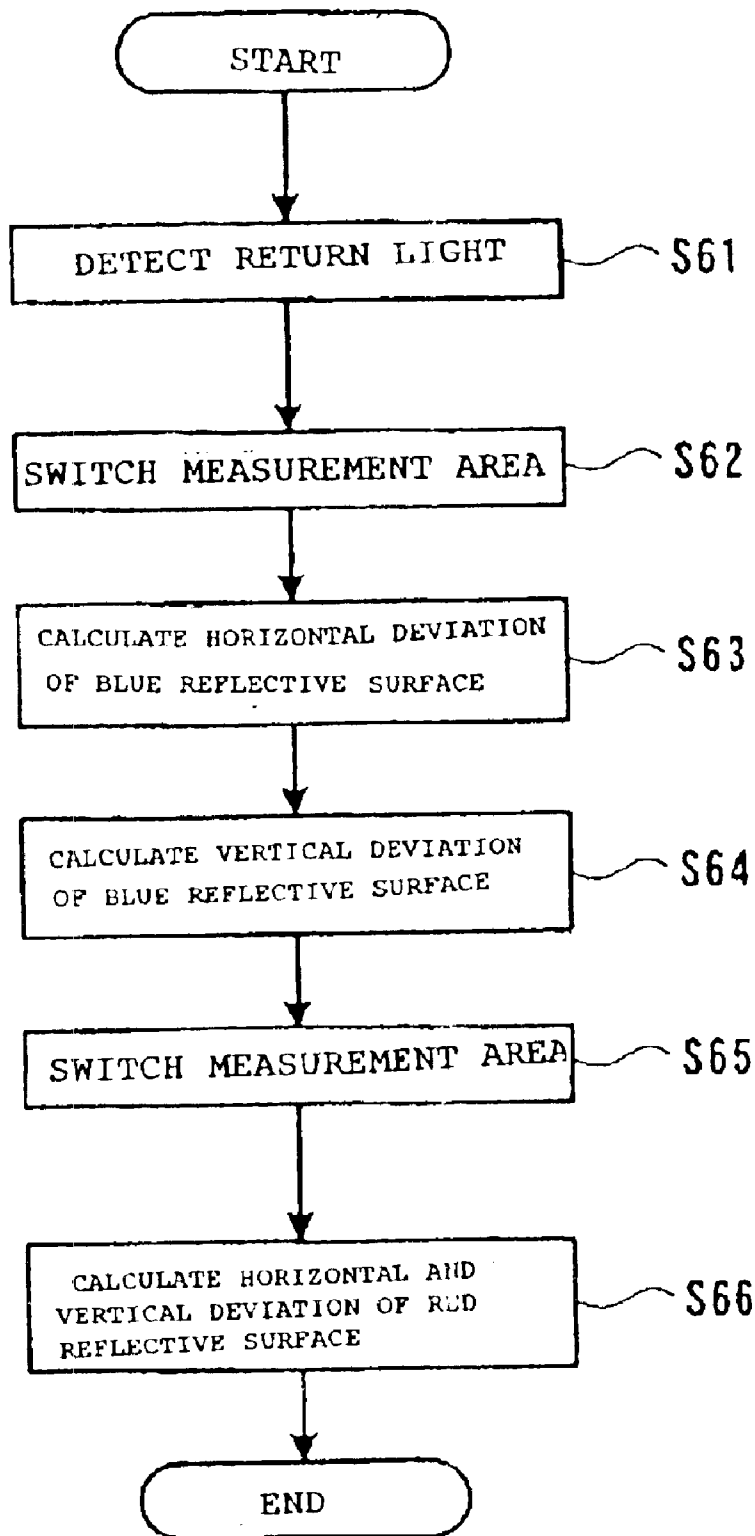 START
DETECT RETURN LIGHT
S61
SWITCH MEASUREMENT AREA
S62
CALCULATE HORIZONTAL DEVIATION
OF BLUE REFLECTIVE SURFACE
S63
CALCULATE VERTICAL DEVIATION
OF BLUE REFLECTIVE SURFACE
S64
SWITCH MEASUREMENT AREA
S65
CALCULATE HORIZONTAL AND
VERTICAL DEVIATION OF RED
REFLECTIVE SURFACE
S66
END